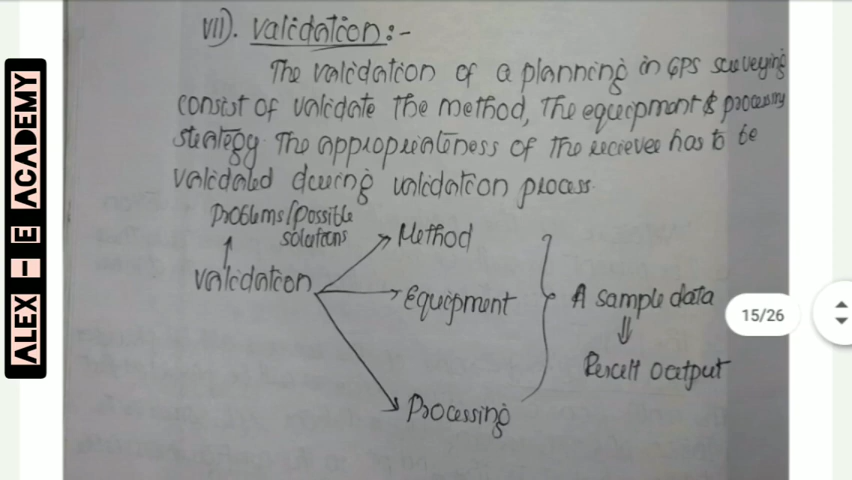 VII). Validation:-
The validation of a planning in GPS surveying
consist of validate the method, The equipment & processing
strategy. The appropriateness of the reciever has to be
validated during validation process.
Problems/possible
solutions
Validation
Method
Equipment
Processing
A sample data
⇓
Result output
15/26
ALEX - E ACADEMY